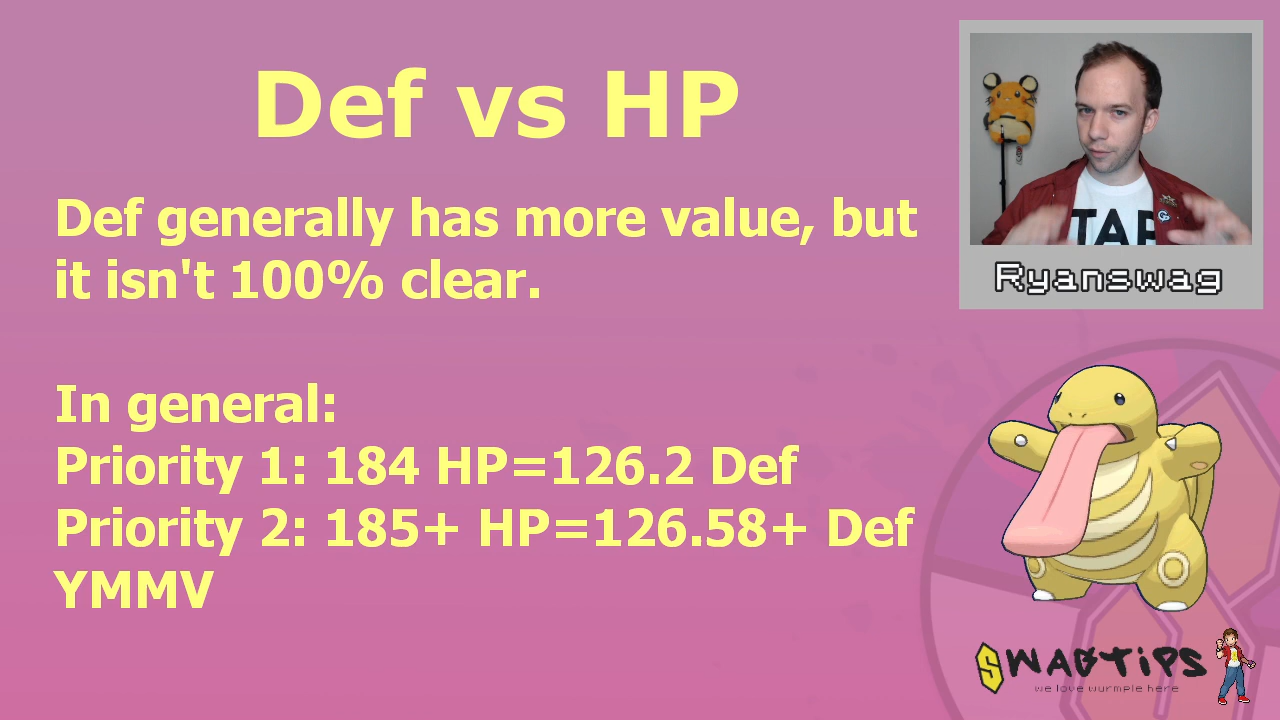 Def vs HP
Def generally has more value, but
it isn't 100% clear.
In general:
Priority 1: 184 HP=126.2 Def
Priority 2: 185+ HP=126.58+ Def
YMMV
TAR
Ryanswag
SWAGTIPS
we love wurmple here